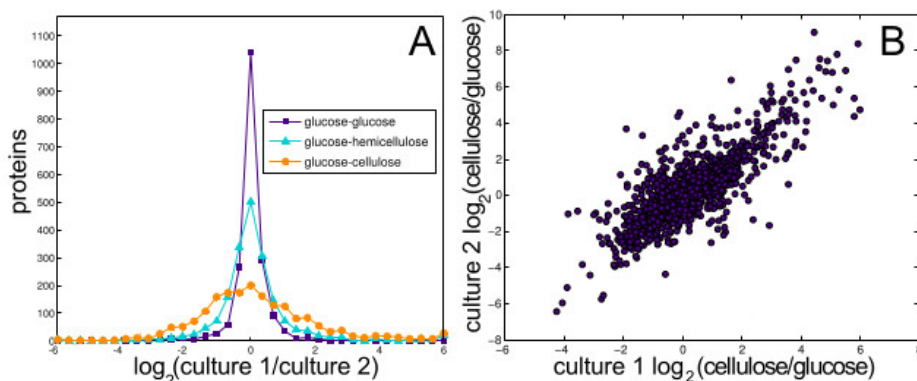 A
1100
1000
900
800
700
600
500
400
300
200
100
0
proteins
glucose-glucose
glucose-hemicellulose
glucose-cellulose
-6 -4 -2 0 2 4 6
log2(culture 1/culture 2)
B
10
8
6
4
2
0
-2
-4
-6
-8
culture 2 log2(cellulose/glucose)
-6 -4 -2 0 2 4 6 8
culture 1 log2(cellulose/glucose)